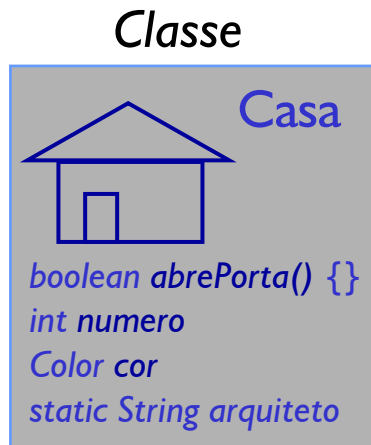 Classe
Casa
boolean abrePorta() {}
int numero
Color cor
static String arquiteto